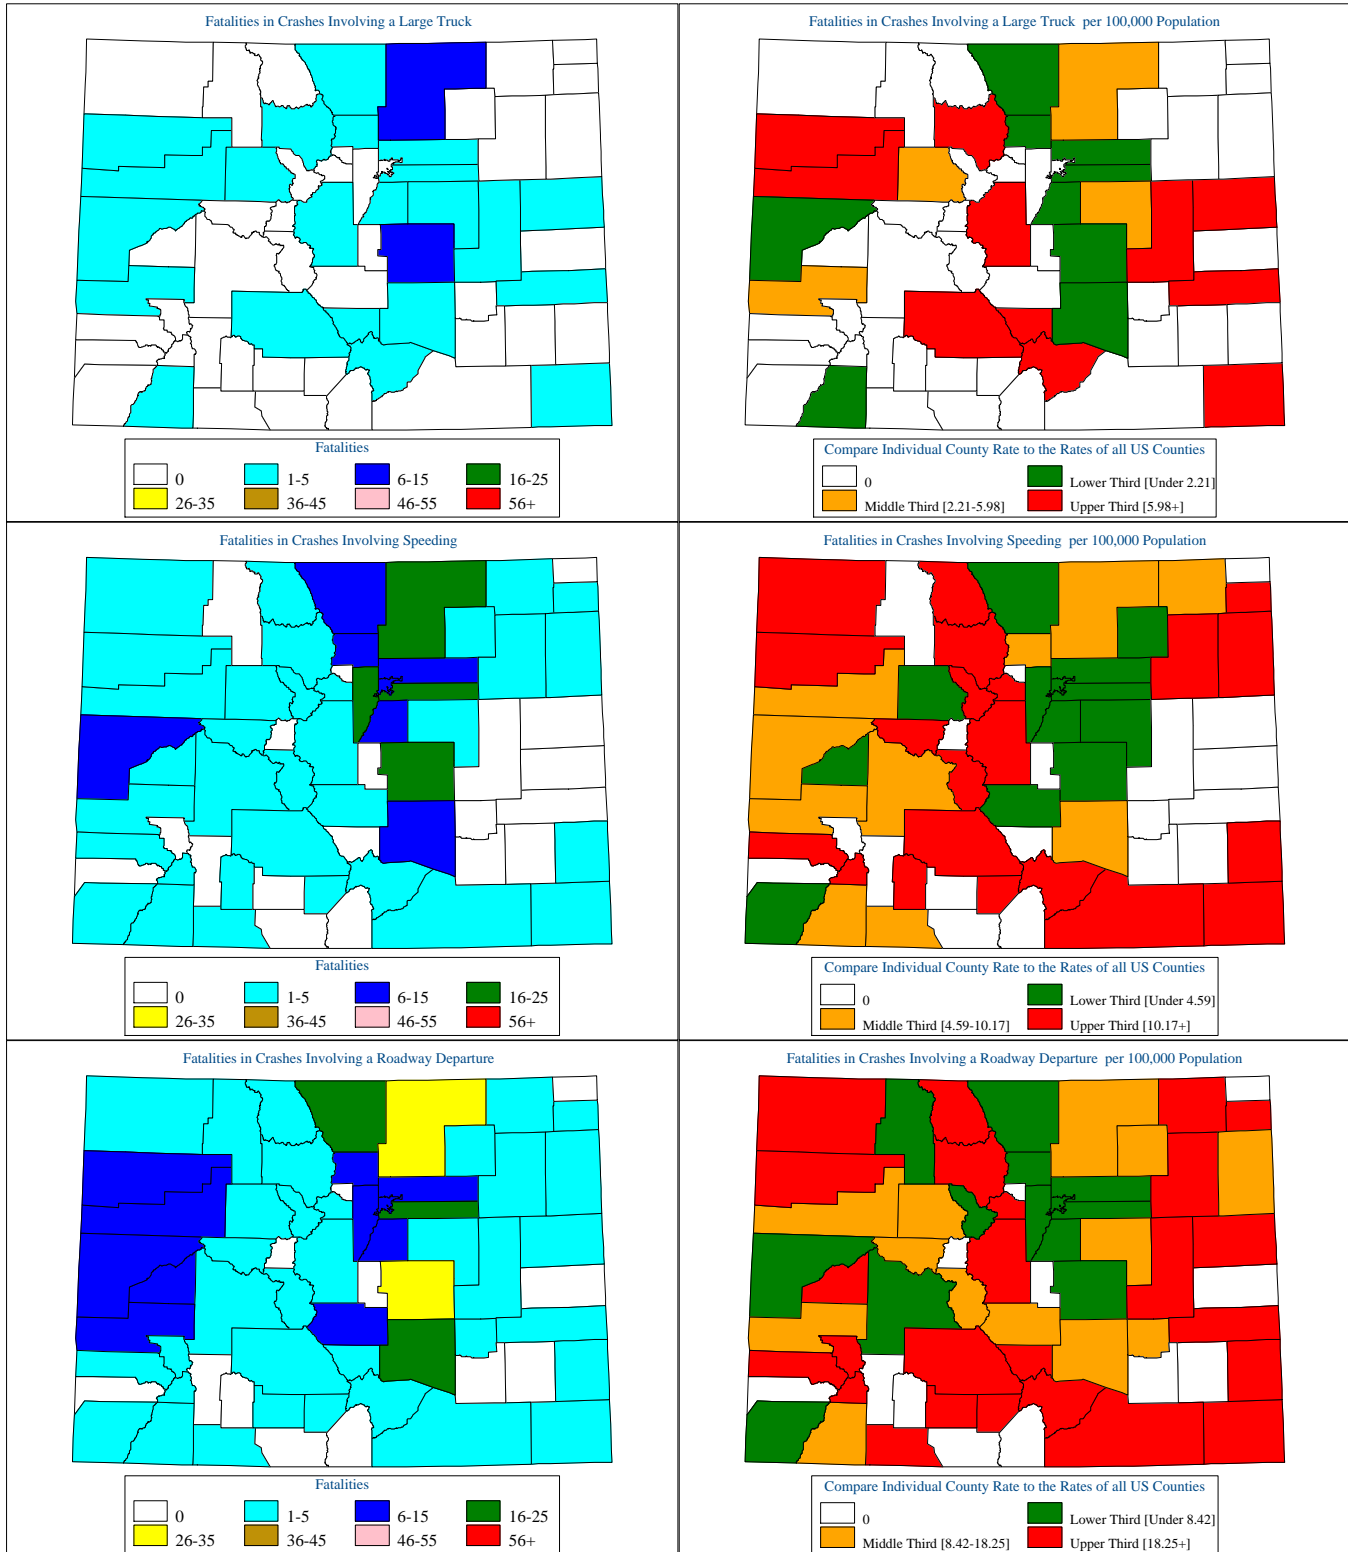 Fatalities in Crashes Involving a Large Truck
0
1-5
6-15
16-25
26-35
36-45
46-55
56+
Fatalities
Fatalities in Crashes Involving a Large Truck per 100,000 Population
Compare Individual County Rate to the Rates of all US Counties
0
Lower Third [Under 2.21]
Middle Third [2.21-5.98]
Upper Third [5.98+]
Fatalities in Crashes Involving Speeding
Fatalities
0
1-5
6-15
16-25
26-35
36-45
46-55
56+
Fatalities in Crashes Involving Speeding per 100,000 Population
Compare Individual County Rate to the Rates of all US Counties
0
Lower Third [Under 4.59]
Middle Third [4.59-10.17]
Upper Third [10.17+]
Fatalities in Crashes Involving a Roadway Departure
Fatalities
0
1-5
6-15
16-25
26-35
36-45
46-55
56+
Fatalities in Crashes Involving a Roadway Departure per 100,000 Population
Compare Individual County Rate to the Rates of all US Counties
0
Lower Third [Under 8.42]
Middle Third [8.42-18.25]
Upper Third [18.25+]